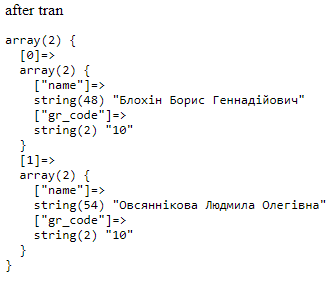 after tran
array(2) {
  [0]=>
  array(2) {
    ["name"]=>
    string(48) "Блохін Борис Геннадійович"
    ["gr_code"]=>
    string(2) "10"
  }
  [1]=>
  array(2) {
    ["name"]=>
    string(54) "Овсяннікова Людмила Олегівна"
    ["gr_code"]=>
    string(2) "10"
  }
}